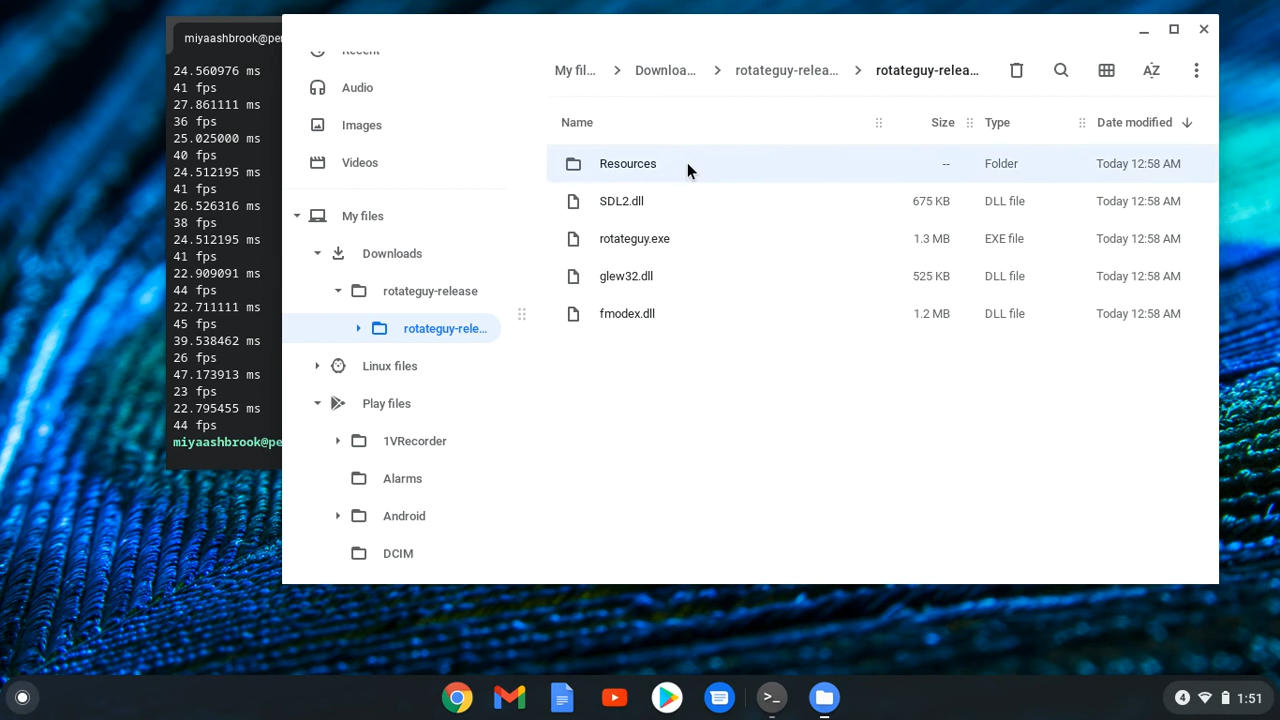 miyaashbrook@pe
24.560976 ms
41 fps
27.861111 ms
36 fps
25.025000 ms
40 fps
24.512195 ms
41 fps
26.526316 ms
38 fps
24.512195 ms
41 fps
22.909091 ms
44 fps
22.711111 ms
45 fps
39.538462 ms
26 fps
47.173913 ms
23 fps
22.795455 ms
44 fps
miyaashbrook@pe
Recent
Audio
Images
Videos
My files
Downloads
rotateguy-release
rotateguy-rele...
Linux files
Play files
1VRecorder
Alarms
Android
DCIM
My fil... Downloa... rotateguy-relea... rotateguy-relea... AZ
Name Size Type Date modified
Resources -- Folder Today 12:58 AM
SDL2.dll 675 KB DLL file Today 12:58 AM
rotateguy.exe 1.3 MB EXE file Today 12:58 AM
glew32.dll 525 KB DLL file Today 12:58 AM
fmodex.dll 1.2 MB DLL file Today 12:58 AM
>_ 4 1:51